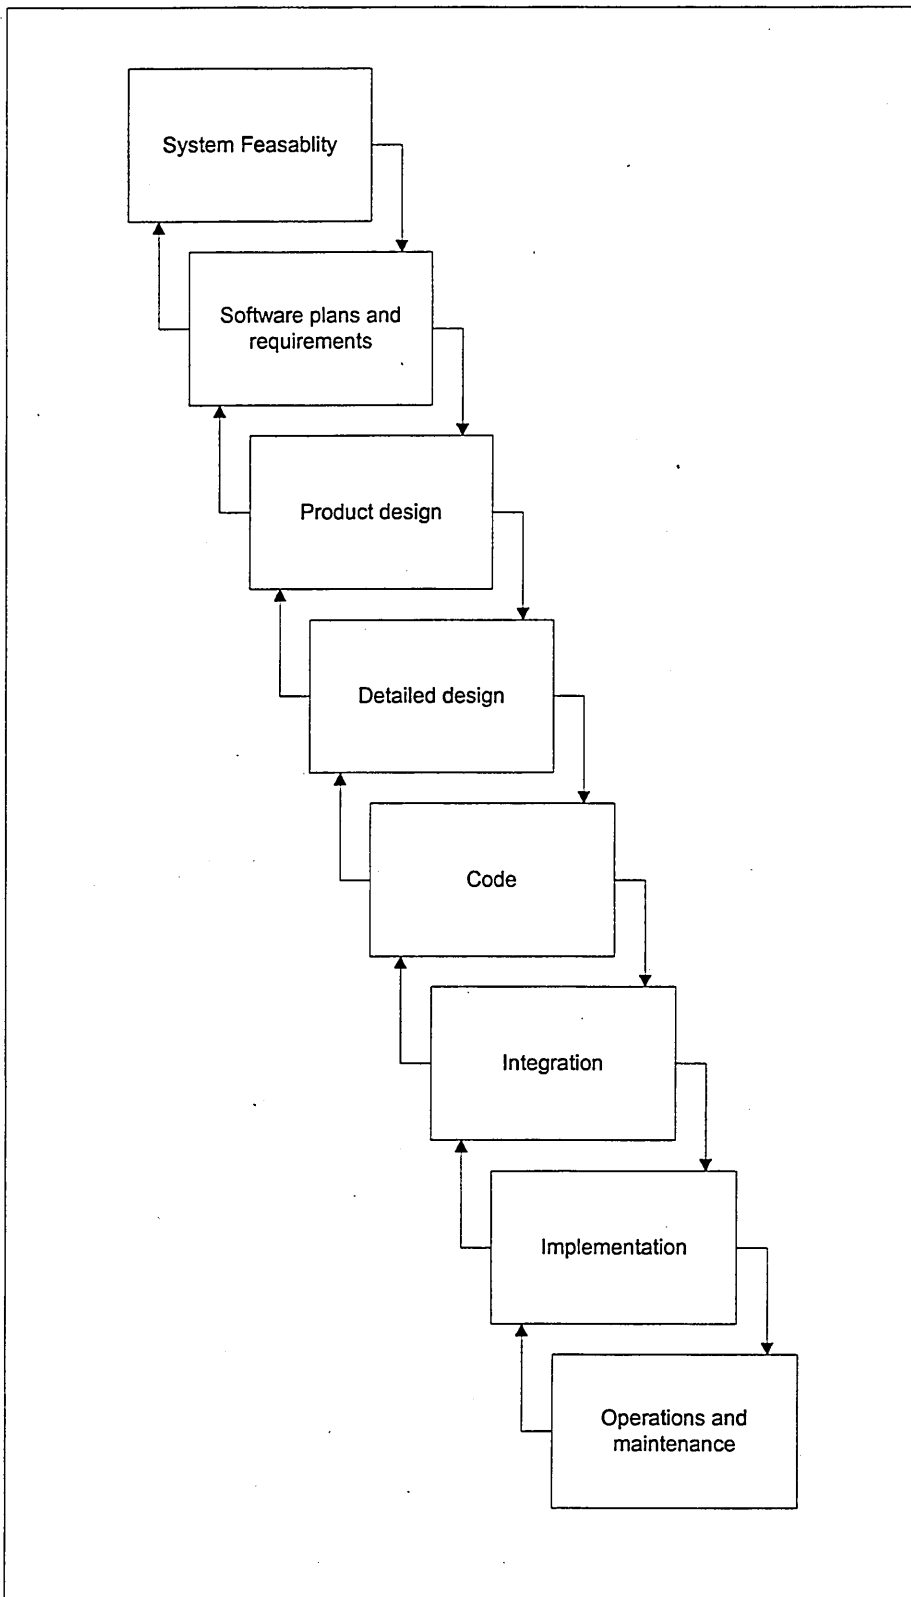 System Feasablity
Software plans and
requirements
Product design
Detailed design
Code
Integration
Implementation
Operations and
maintenance